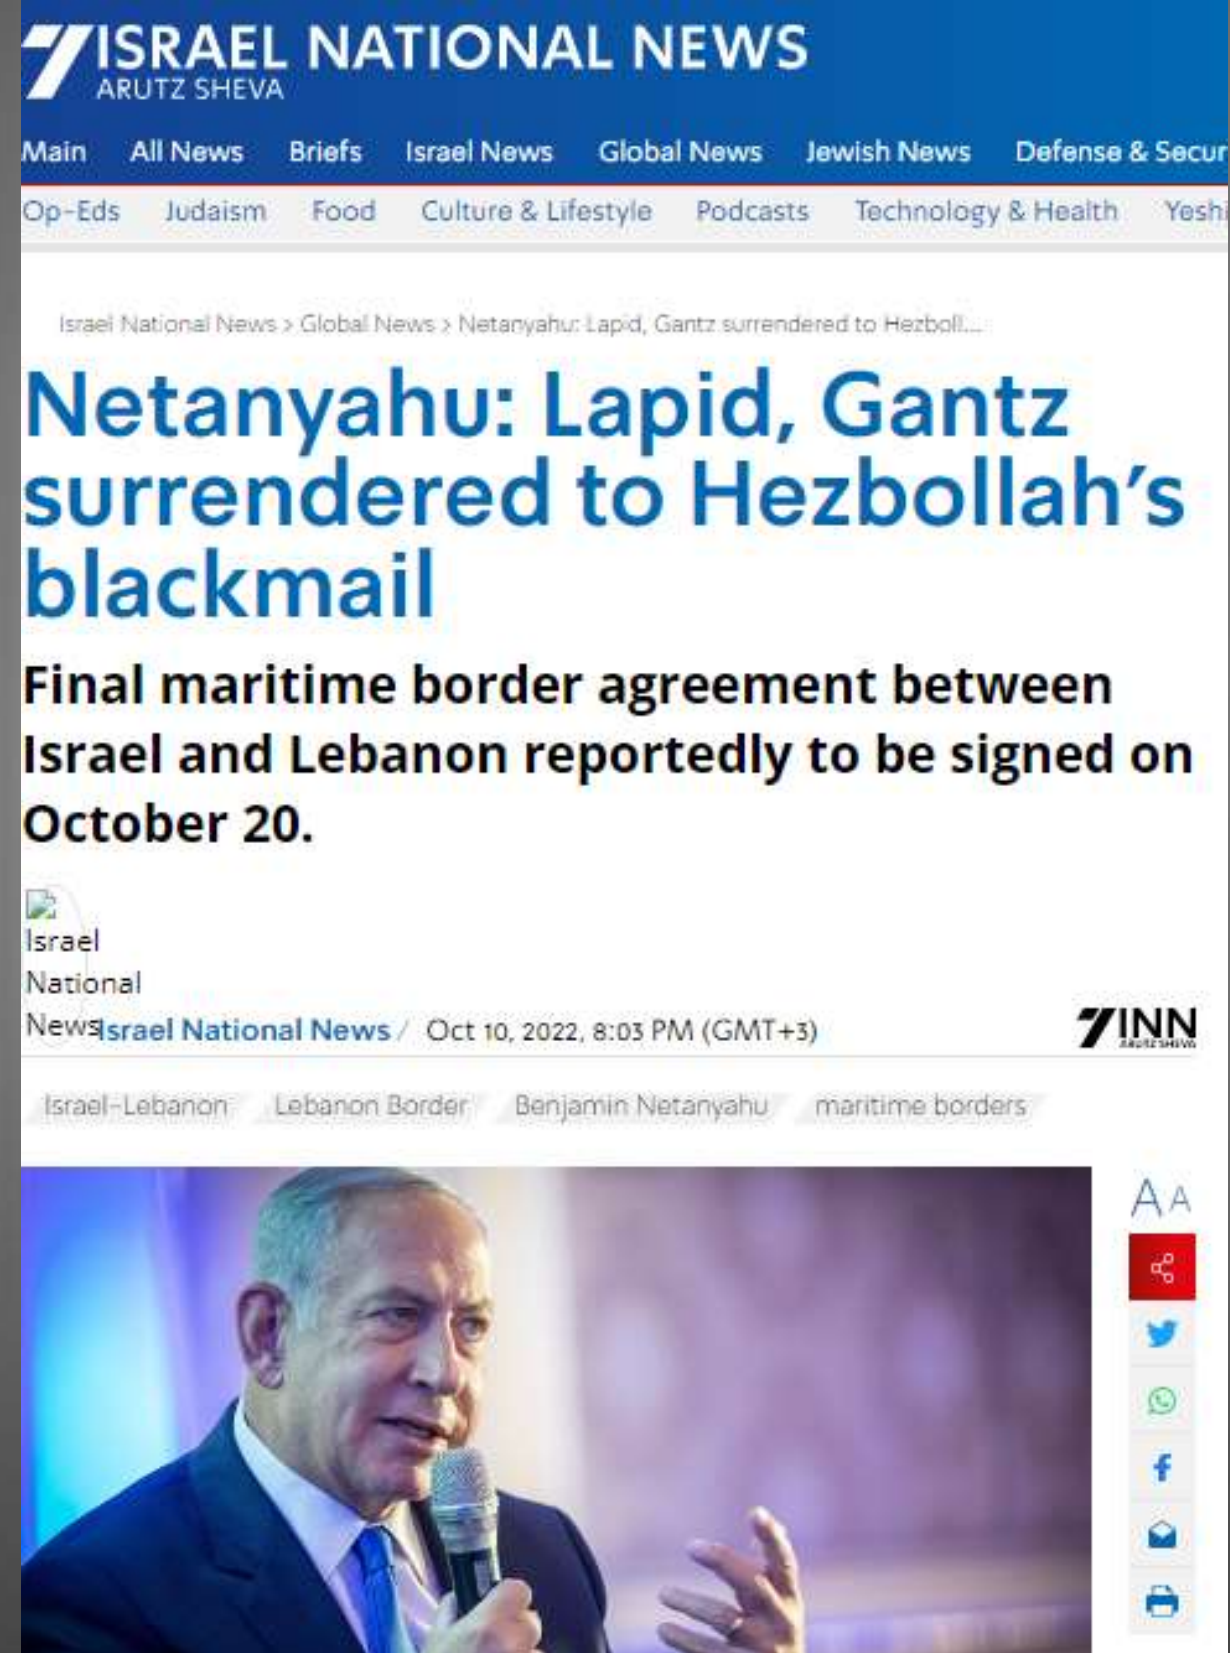 ISRAEL NATIONAL NEWS
ARUTZ SHEVA
Main All News Briefs Israel News Global News Jewish News Defense & Secur
Op-Eds Judaism Food Culture & Lifestyle Podcasts Technology & Health Yeshi
Israel National News > Global News > Netanyahu: Lapid, Gantz surrendered to Hezboll...
Netanyahu: Lapid, Gantz
surrendered to Hezbollah's
blackmail
Final maritime border agreement between
Israel and Lebanon reportedly to be signed on
October 20.
Israel
National
News
Israel National News / Oct 10, 2022, 8:03 PM (GMT+3)
7INN
ARUTZ SHEVA
Israel-Lebanon Lebanon Border Benjamin Netanyahu maritime borders
A A